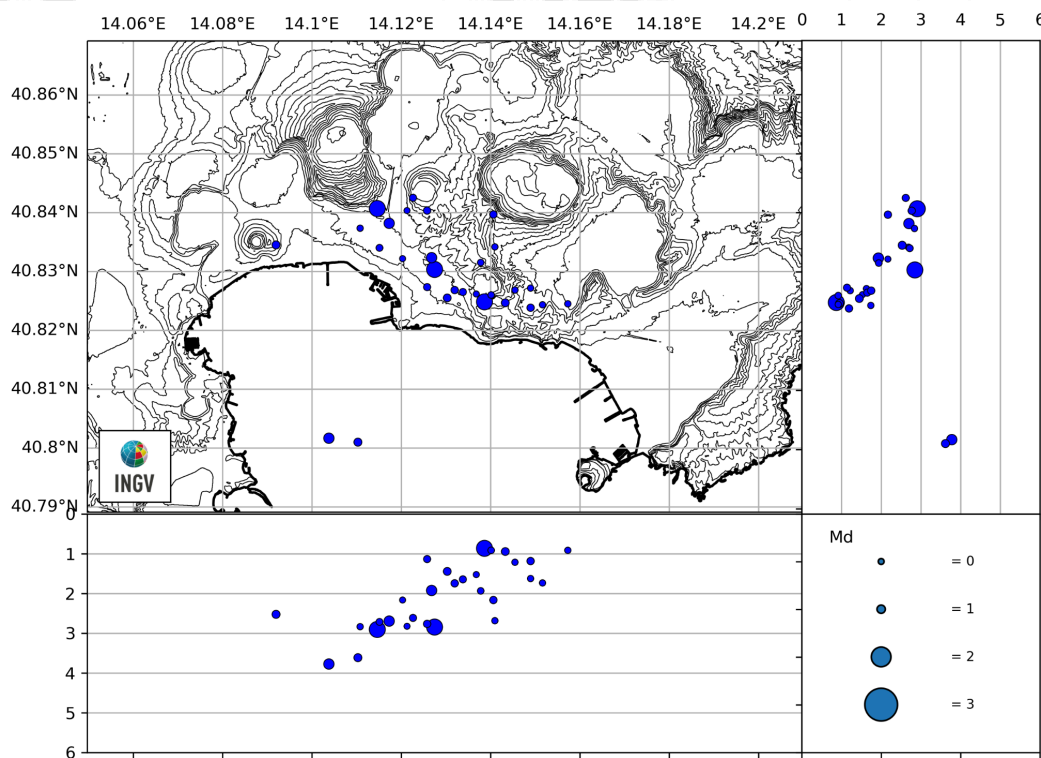 14.06°E 14.08°E 14.1°E 14.12°E 14.14°E 14.16°E 14.18°E 14.2°E 0 1 2 3 4 5 6
40.86°N
40.85°N
40.84°N
40.83°N
40.82°N
40.81°N
40.8°N
40.79°N
INGV
0
1
2
3
4
5
6
Md
= 0
= 1
= 2
= 3